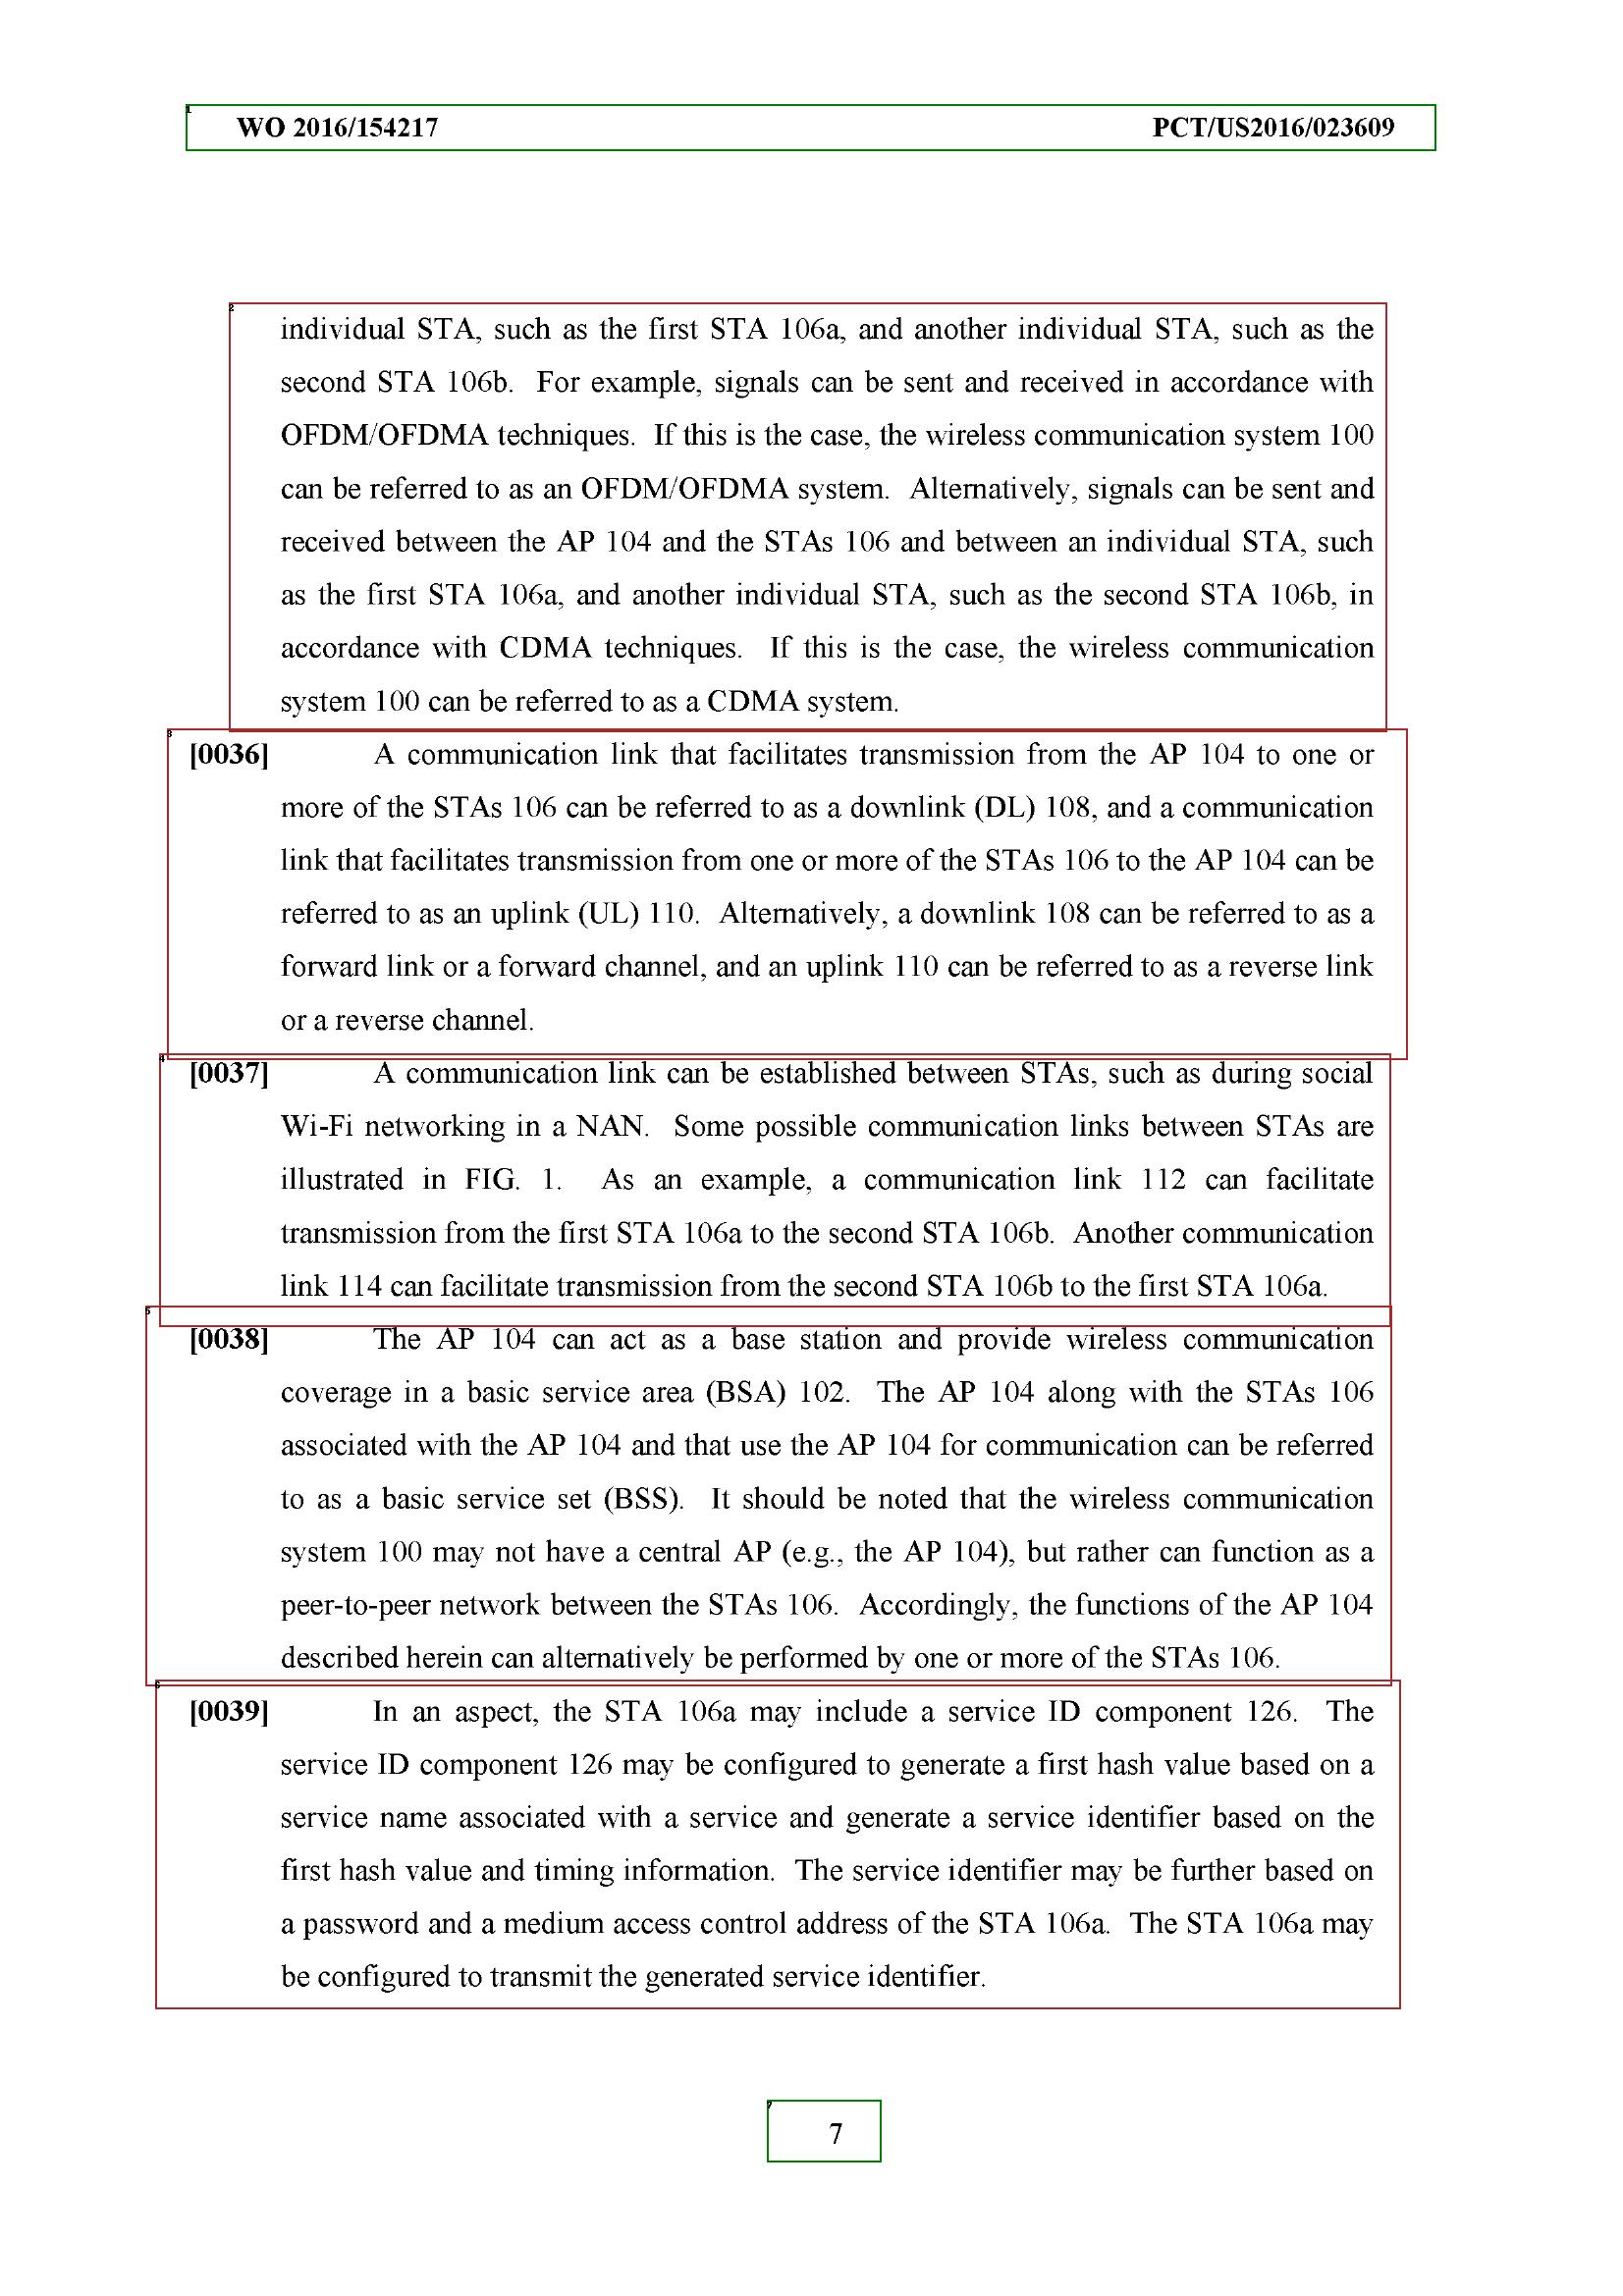 1
WO 2016/154217 PCT/US2016/023609
2
individual STA, such as the first STA 106a, and another individual STA, such as the
second STA 106b. For example, signals can be sent and received in accordance with
OFDM/OFDMA techniques. If this is the case, the wireless communication system 100
can be referred to as an OFDM/OFDMA system. Alternatively, signals can be sent and
received between the AP 104 and the STAs 106 and between an individual STA, such
as the first STA 106a, and another individual STA, such as the second STA 106b, in
accordance with CDMA techniques. If this is the case, the wireless communication
system 100 can be referred to as a CDMA system.
3
[0036] A communication link that facilitates transmission from the AP 104 to one or
more of the STAs 106 can be referred to as a downlink (DL) 108, and a communication
link that facilitates transmission from one or more of the STAs 106 to the AP 104 can be
referred to as an uplink (UL) 110. Alternatively, a downlink 108 can be referred to as a
forward link or a forward channel, and an uplink 110 can be referred to as a reverse link
or a reverse channel.
4
[0037] A communication link can be established between STAs, such as during social
Wi-Fi networking in a NAN. Some possible communication links between STAs are
illustrated in FIG. 1. As an example, a communication link 112 can facilitate
transmission from the first STA 106a to the second STA 106b. Another communication
link 114 can facilitate transmission from the second STA 106b to the first STA 106a.
5
[0038] The AP 104 can act as a base station and provide wireless communication
coverage in a basic service area (BSA) 102. The AP 104 along with the STAs 106
associated with the AP 104 and that use the AP 104 for communication can be referred
to as a basic service set (BSS). It should be noted that the wireless communication
system 100 may not have a central AP (e.g., the AP 104), but rather can function as a
peer-to-peer network between the STAs 106. Accordingly, the functions of the AP 104
described herein can alternatively be performed by one or more of the STAs 106.
6
[0039] In an aspect, the STA 106a may include a service ID component 126. The
service ID component 126 may be configured to generate a first hash value based on a
service name associated with a service and generate a service identifier based on the
first hash value and timing information. The service identifier may be further based on
a password and a medium access control address of the STA 106a. The STA 106a may
be configured to transmit the generated service identifier.
7
7